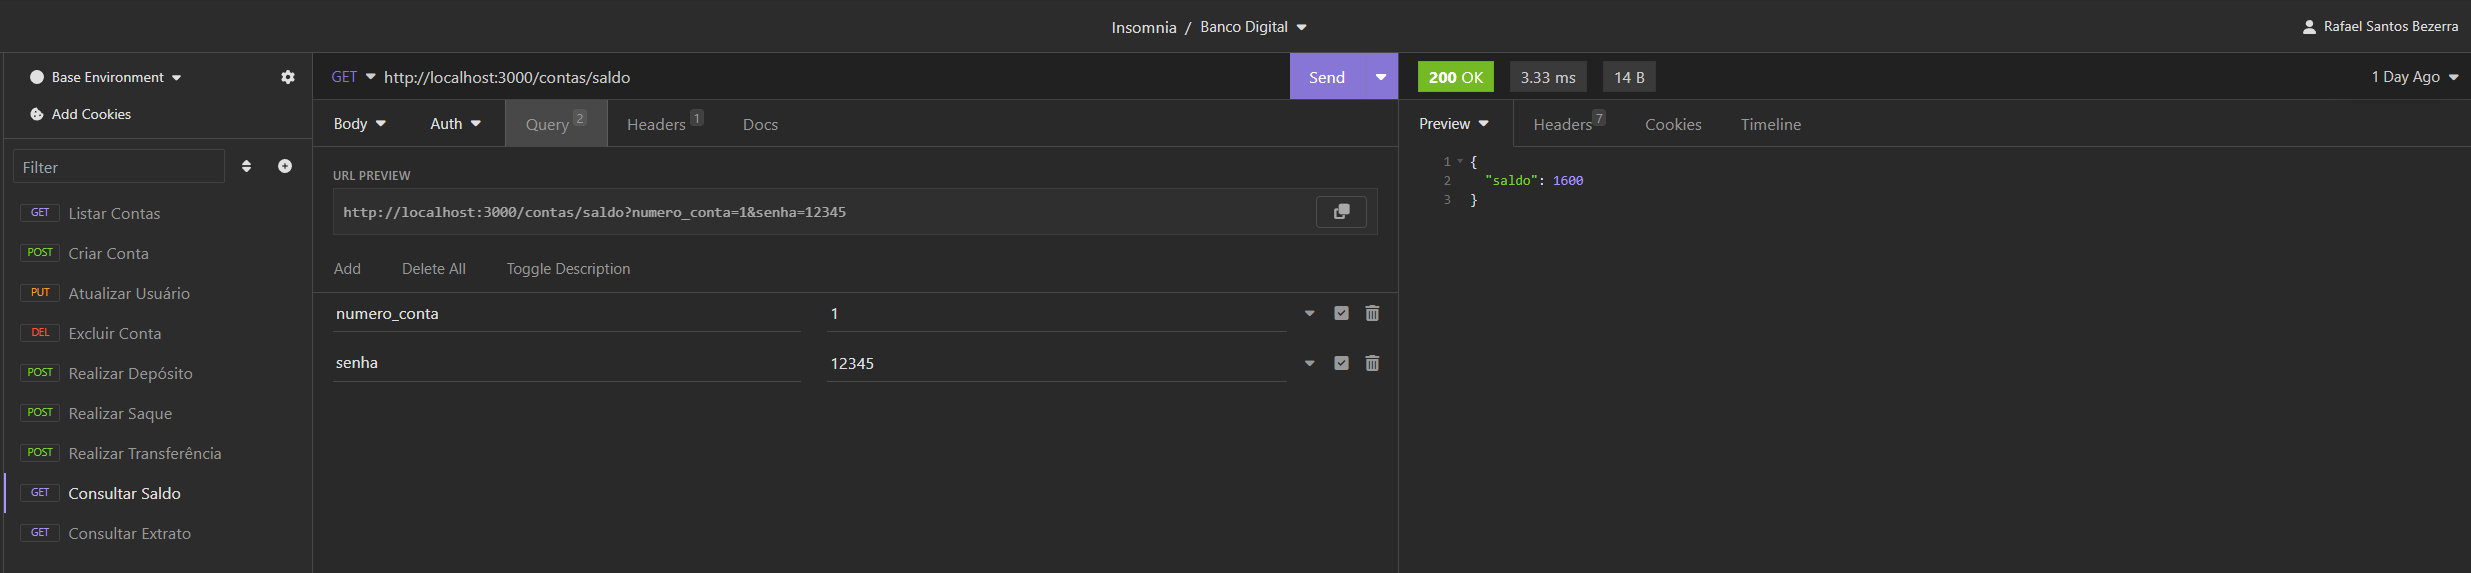 Insomnia / Banco Digital
Rafael Santos Bezerra
Base Environment
Add Cookies
Filter
GET Listar Contas
POST Criar Conta
PUT Atualizar Usuário
DEL Excluir Conta
POST Realizar Depósito
POST Realizar Saque
POST Realizar Transferência
GET Consultar Saldo
GET Consultar Extrato
GET http://localhost:3000/contas/saldo
Send
Body Auth Query 2 Headers 1 Docs
URL PREVIEW
http://localhost:3000/contas/saldo?numero_conta=1&senha=12345
Add Delete All Toggle Description
numero_conta 1
senha 12345
200 OK 3.33 ms 14 B 1 Day Ago
Preview Headers 7 Cookies Timeline
1 {
2 "saldo": 1600
3 }